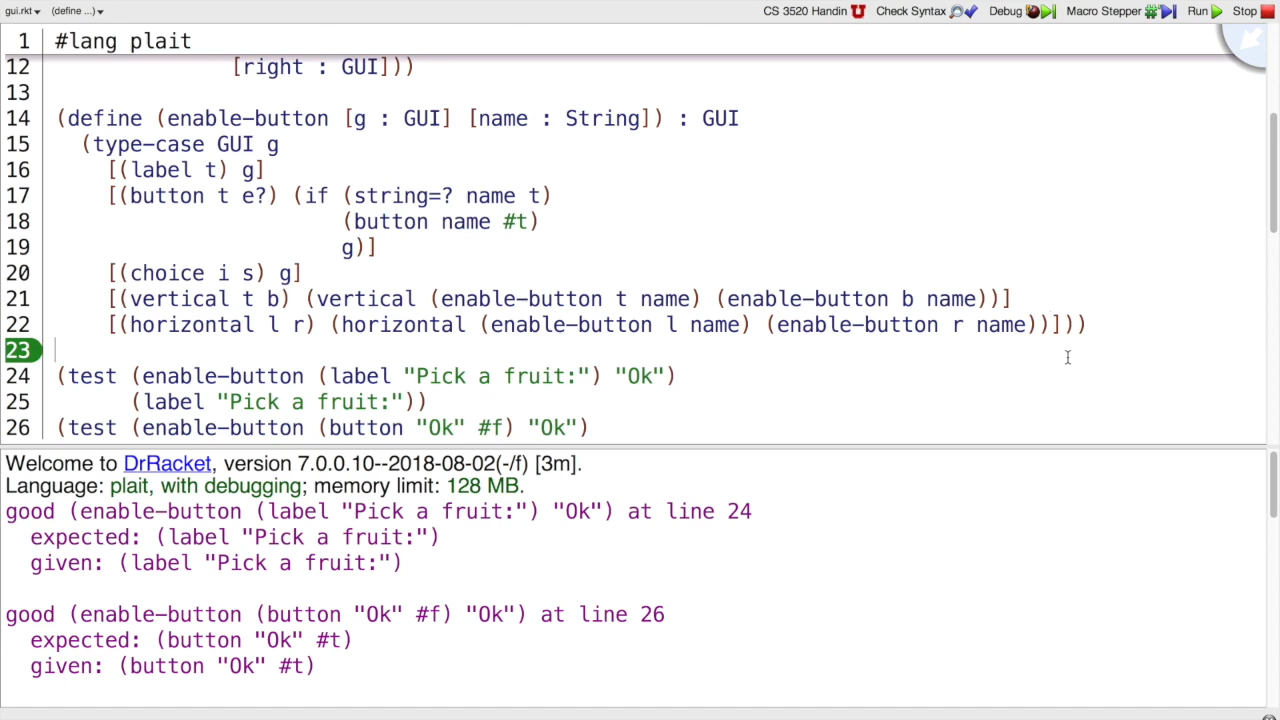 gui.rkt (define ...) CS 3520 Handin Check Syntax Debug Macro Stepper Run Stop
1 #lang plait
12 [right : GUI]))
13
14 (define (enable-button [g : GUI] [name : String]) : GUI
15 (type-case GUI g
16 [(label t) g]
17 [(button t e?) (if (string=? name t)
18 (button name #t)
19 g)]
20 [(choice i s) g]
21 [(vertical t b) (vertical (enable-button t name) (enable-button b name))]
22 [(horizontal l r) (horizontal (enable-button l name) (enable-button r name))]))
23
24 (test (enable-button (label "Pick a fruit:") "Ok")
25 (label "Pick a fruit:"))
26 (test (enable-button (button "Ok" #f) "Ok")
Welcome to DrRacket, version 7.0.0.10--2018-08-02(-/f) [3m].
Language: plait, with debugging; memory limit: 128 MB.
good (enable-button (label "Pick a fruit:") "Ok") at line 24
expected: (label "Pick a fruit:")
given: (label "Pick a fruit:")
good (enable-button (button "Ok" #f) "Ok") at line 26
expected: (button "Ok" #t)
given: (button "Ok" #t)